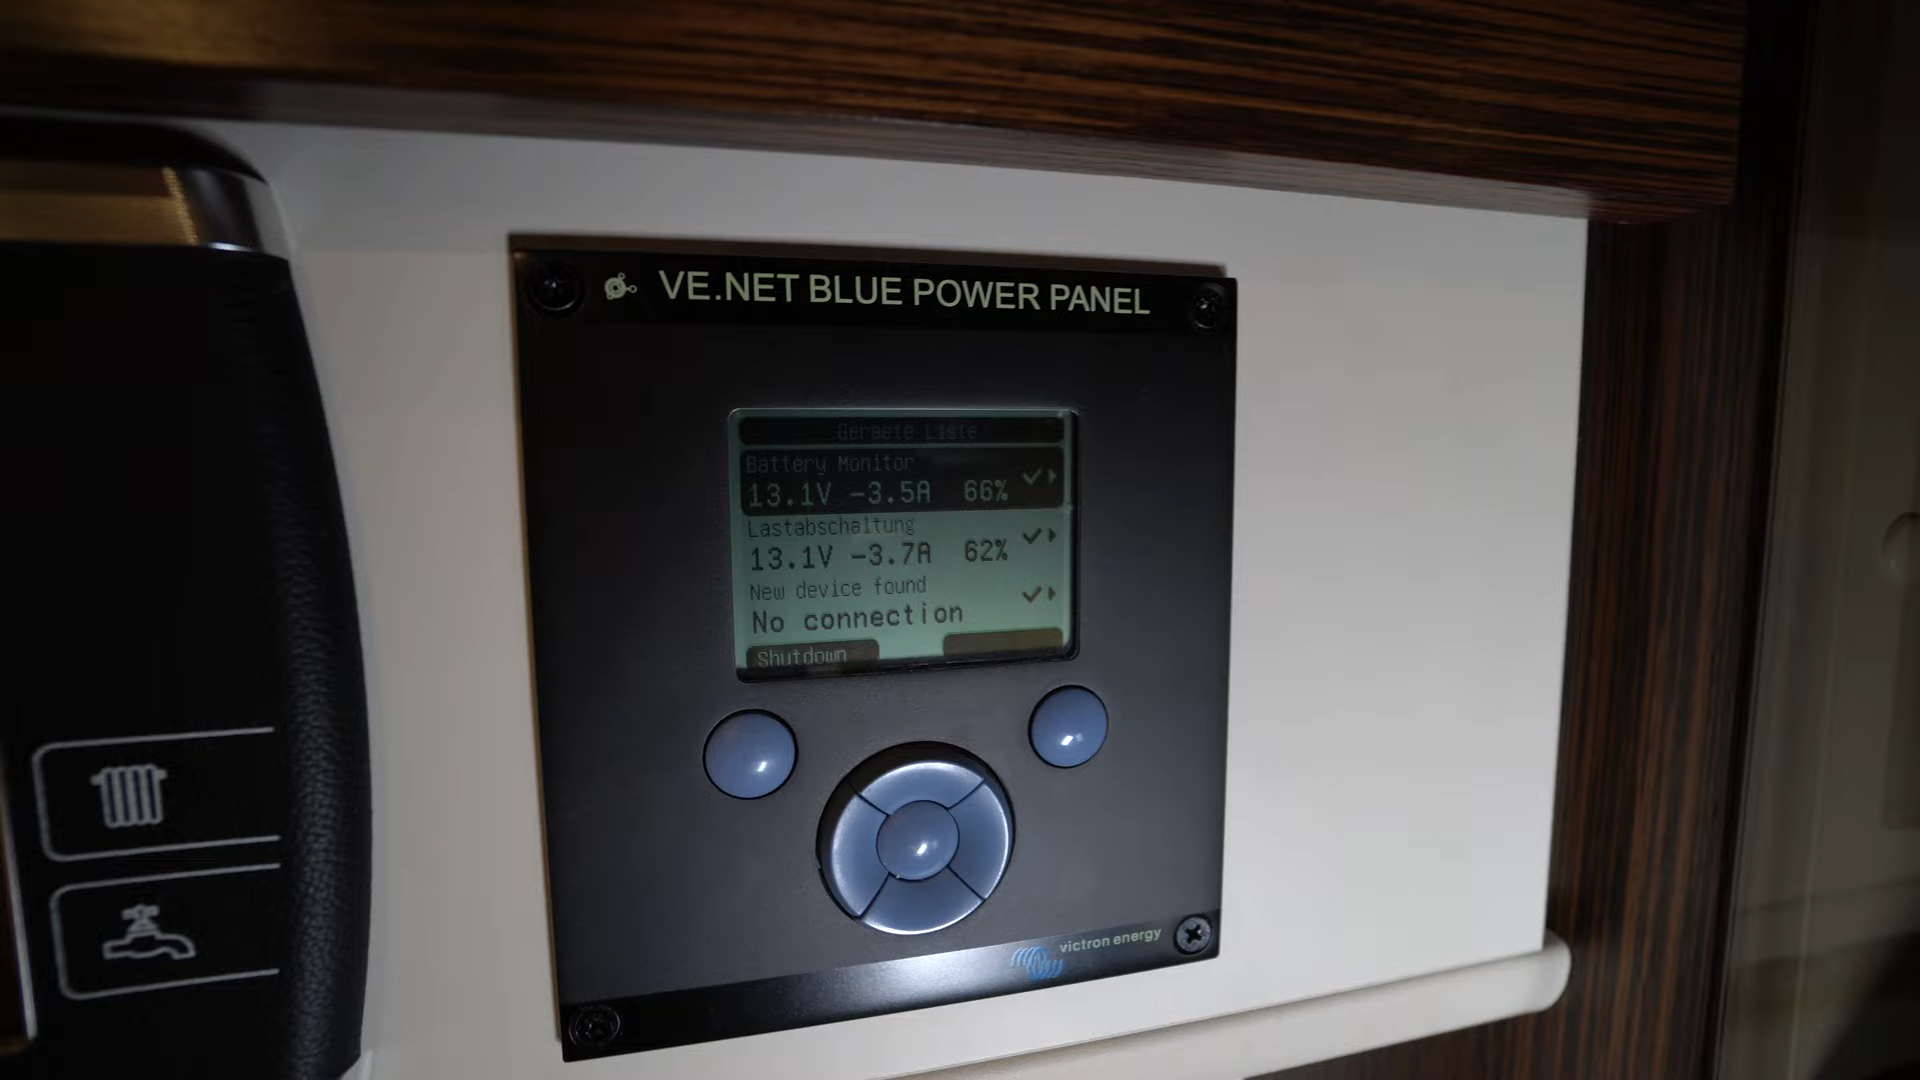 VE.NET BLUE POWER PANEL
Geraete Liste
Battery Monitor
13.1V -3.5A 66%
Lastabschaltung
13.1V -3.7A 62%
New device found
No connection
Shutdown
victron energy